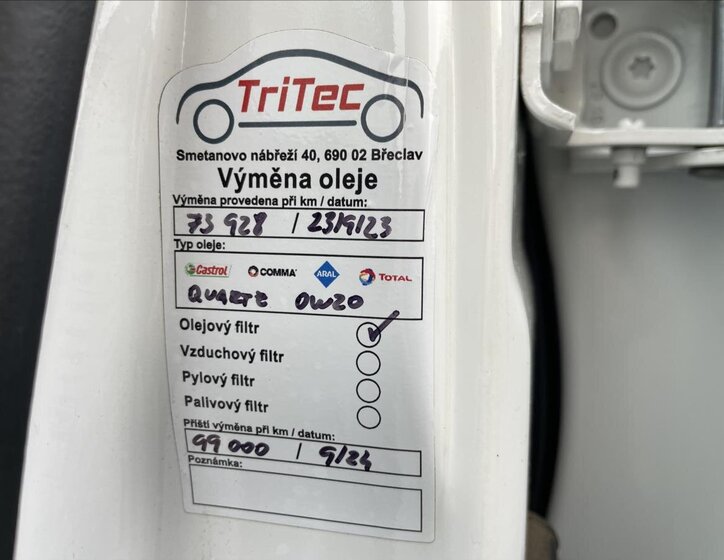 TriTec
Smetanovo nábřeží 40, 690 02 Břeclav
Výměna oleje
Výměna provedena při km / datum:
73 928 / 23/9/23
Typ oleje:
Castrol COMMA ARAL TOTAL
QUARTZ 0W20
Olejový filtr
Vzduchový filtr
Pylový filtr
Palivový filtr
Příští výměna při km / datum:
99 000 / 9/24
Poznámka: